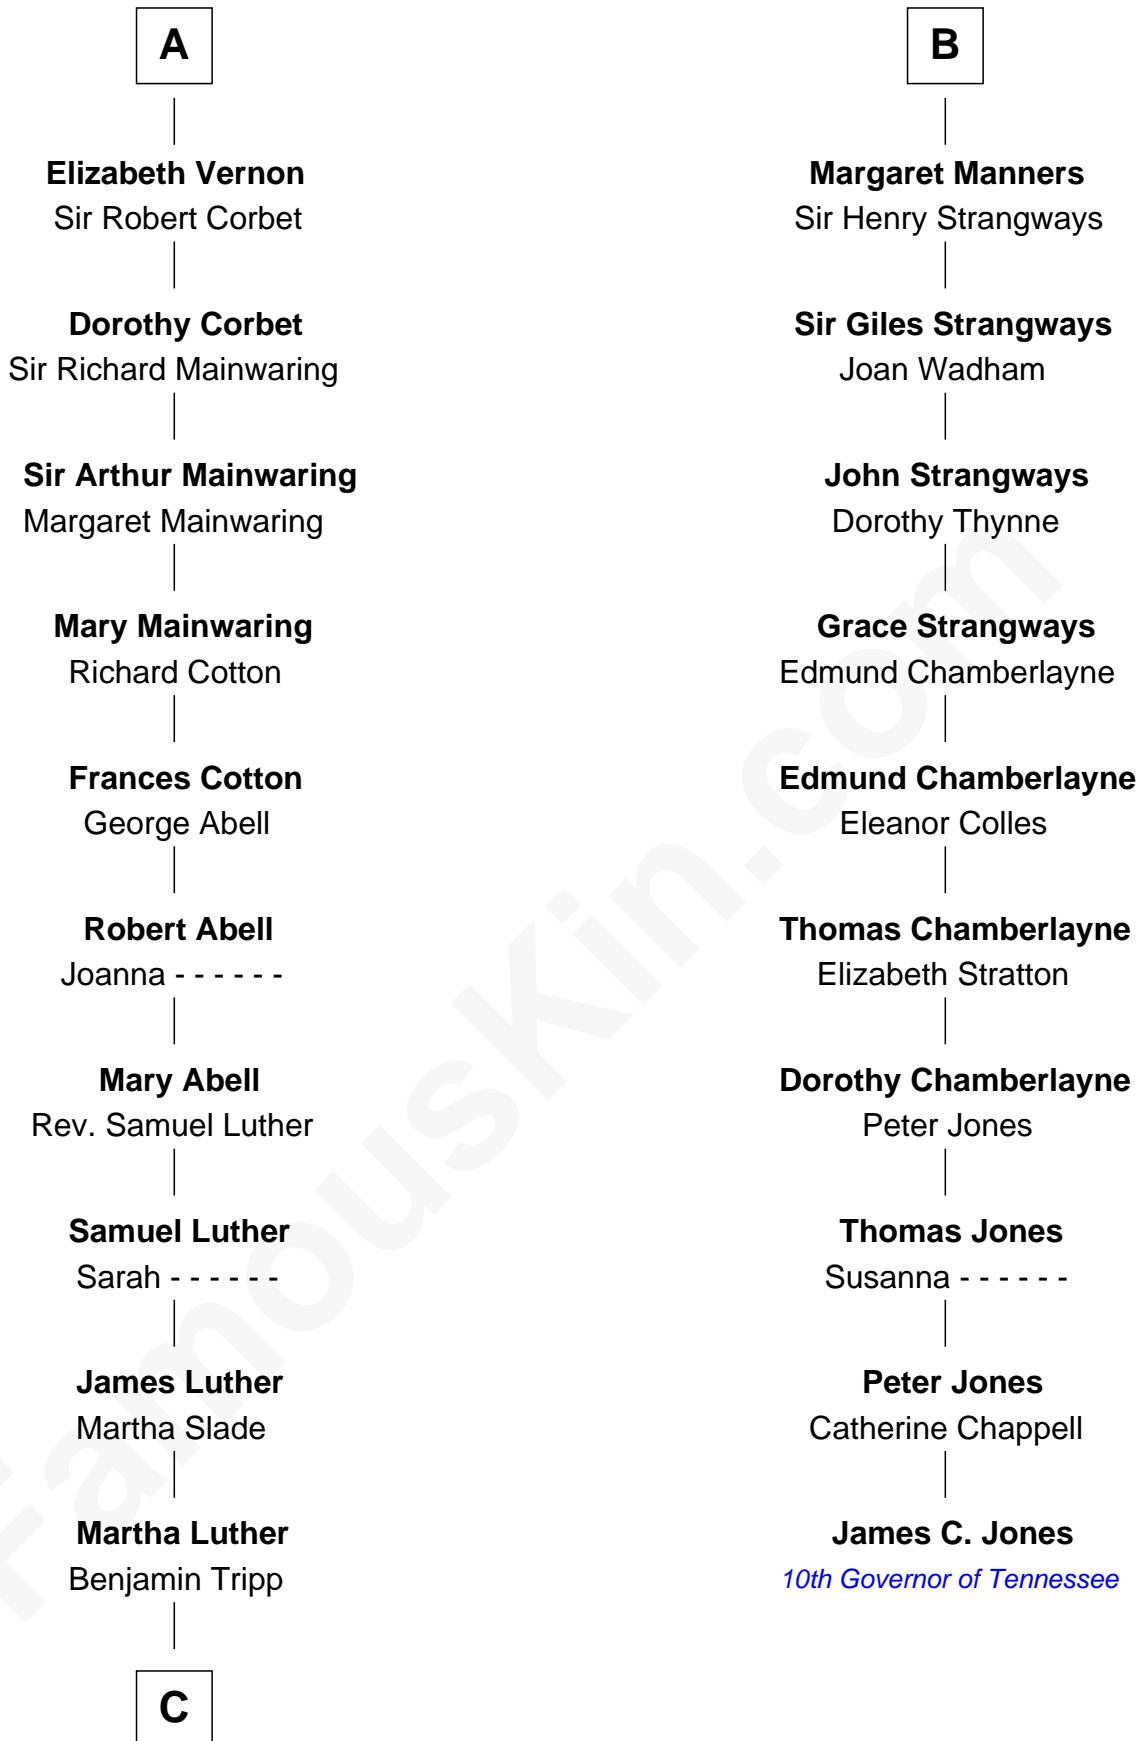 A
Elizabeth Vernon
Sir Robert Corbet
Dorothy Corbet
Sir Richard Mainwaring
Sir Arthur Mainwaring
Margaret Mainwaring
Mary Mainwaring
Richard Cotton
Frances Cotton
George Abell
Robert Abell
Joanna - - - - - -
Mary Abell
Rev. Samuel Luther
Samuel Luther
Sarah - - - - - -
James Luther
Martha Slade
Martha Luther
Benjamin Tripp
C
B
Margaret Manners
Sir Henry Strangways
Sir Giles Strangways
Joan Wadham
John Strangways
Dorothy Thynne
Grace Strangways
Edmund Chamberlayne
Edmund Chamberlayne
Eleanor Colles
Thomas Chamberlayne
Elizabeth Stratton
Dorothy Chamberlayne
Peter Jones
Thomas Jones
Susanna - - - - - -
Peter Jones
Catherine Chappell
James C. Jones
10th Governor of Tennessee
FamousKin.com